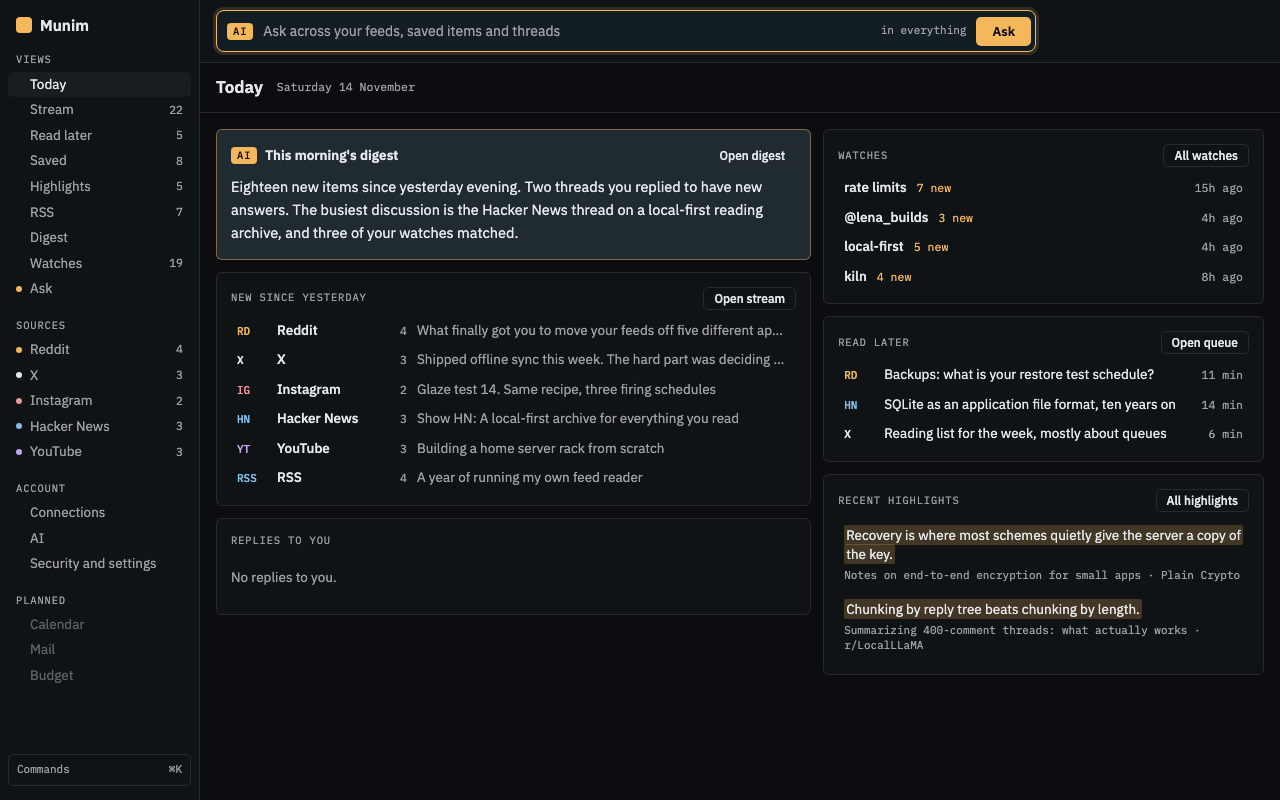 Munim
VIEWS
Today
Stream 22
Read later 5
Saved 8
Highlights 5
RSS 7
Digest
Watches 19
Ask
SOURCES
Reddit 4
X 3
Instagram 2
Hacker News 3
YouTube 3
ACCOUNT
Connections
AI
Security and settings
PLANNED
Calendar
Mail
Budget
Commands ⌘K
AI Ask across your feeds, saved items and threads in everything Ask
Today Saturday 14 November
AI This morning's digest Open digest
Eighteen new items since yesterday evening. Two threads you replied to have new
answers. The busiest discussion is the Hacker News thread on a local-first reading
archive, and three of your watches matched.
NEW SINCE YESTERDAY Open stream
RD Reddit 4 What finally got you to move your feeds off five different ap...
X X 3 Shipped offline sync this week. The hard part was deciding ...
IG Instagram 2 Glaze test 14. Same recipe, three firing schedules
HN Hacker News 3 Show HN: A local-first archive for everything you read
YT YouTube 3 Building a home server rack from scratch
RSS RSS 4 A year of running my own feed reader
REPLIES TO YOU
No replies to you.
WATCHES All watches
rate limits 7 new 15h ago
@lena_builds 3 new 4h ago
local-first 5 new 4h ago
kiln 4 new 8h ago
READ LATER Open queue
RD Backups: what is your restore test schedule? 11 min
HN SQLite as an application file format, ten years on 14 min
X Reading list for the week, mostly about queues 6 min
RECENT HIGHLIGHTS All highlights
Recovery is where most schemes quietly give the server a copy of
the key.
Notes on end-to-end encryption for small apps · Plain Crypto
Chunking by reply tree beats chunking by length.
Summarizing 400-comment threads: what actually works ·
r/LocalLLaMA